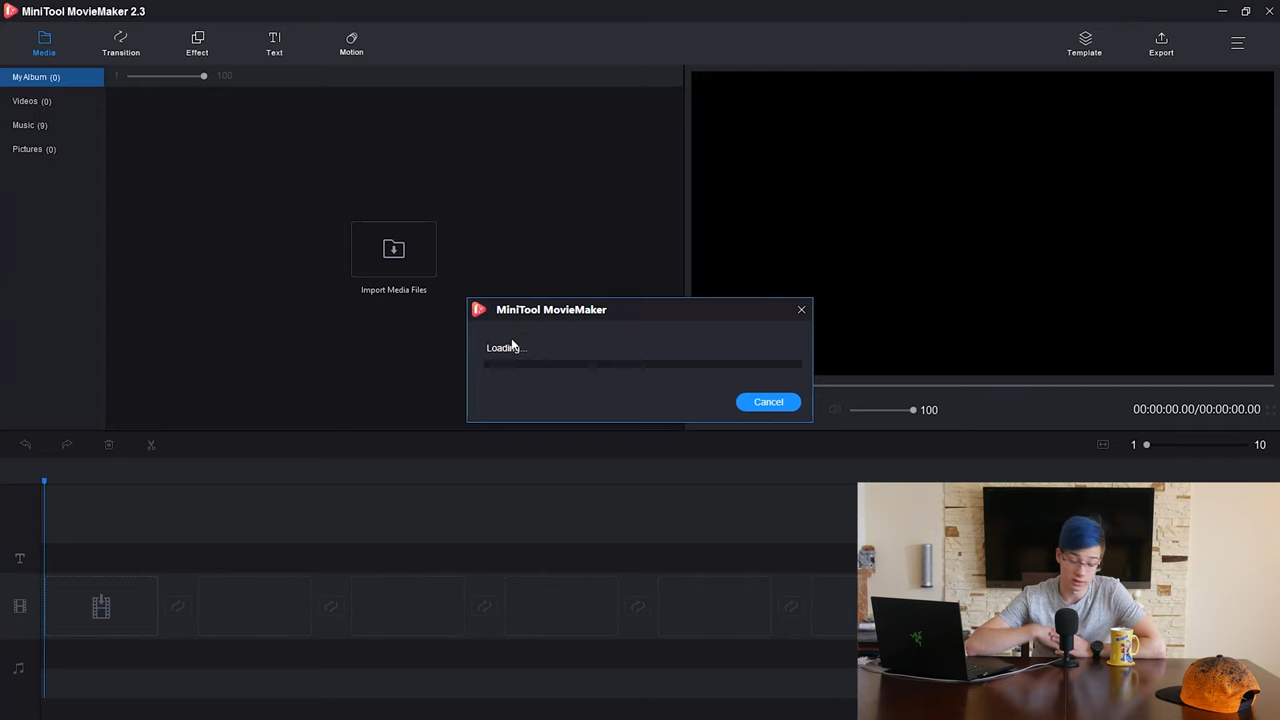 MiniTool MovieMaker 2.3
Media
Transition
Effect
Text
Motion
Template
Export
My Album (0)
1
100
Videos (0)
Music (9)
Pictures (0)
Import Media Files
MiniTool MovieMaker
Loading...
Cancel
100
00:00:00.00/00:00:00.00
1
10